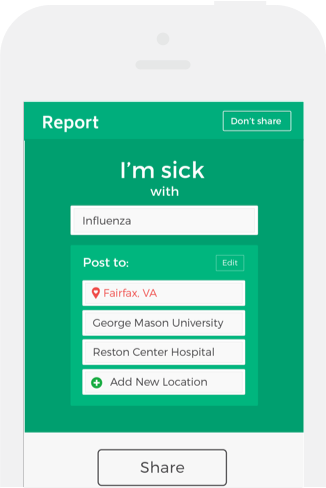 Report
Don't share
I'm sick
with
Influenza
Post to:
Edit
Fairfax, VA
George Mason University
Reston Center Hospital
Add New Location
Share